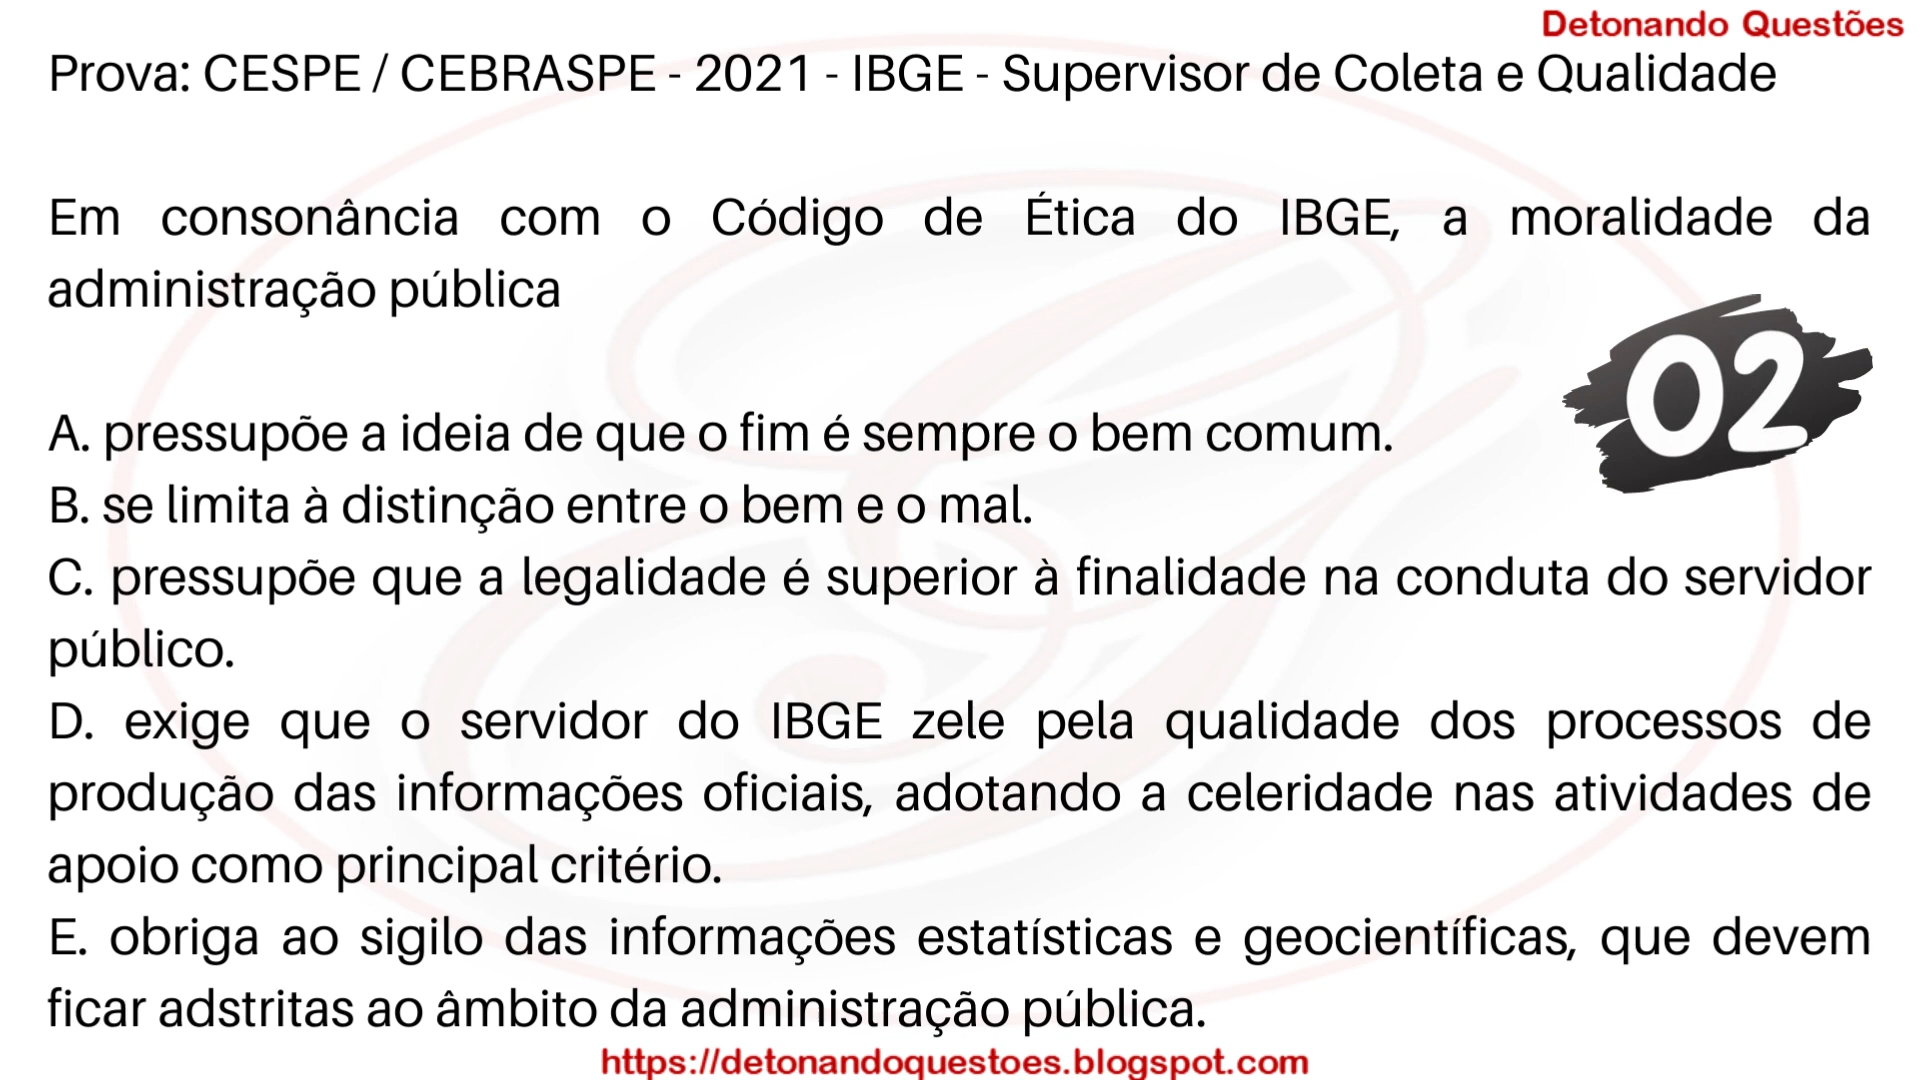 Detonando Questões
Prova: CESPE / CEBRASPE - 2021 - IBGE - Supervisor de Coleta e Qualidade
Em consonância com o Código de Ética do IBGE, a moralidade da
administração pública
02
A. pressupõe a ideia de que o fim é sempre o bem comum.
B. se limita à distinção entre o bem e o mal.
C. pressupõe que a legalidade é superior à finalidade na conduta do servidor
público.
D. exige que o servidor do IBGE zele pela qualidade dos processos de
produção das informações oficiais, adotando a celeridade nas atividades de
apoio como principal critério.
E. obriga ao sigilo das informações estatísticas e geocientíficas, que devem
ficar adstritas ao âmbito da administração pública.
https://detonandoquestoes.blogspot.com